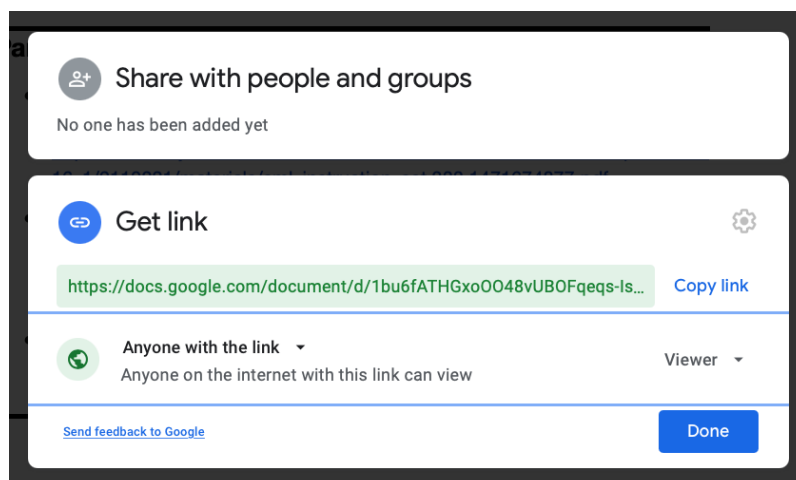 Share with people and groups
No one has been added yet
Get link
https://docs.google.com/document/d/1bu6fATHGxoOO48vUBOFqeqs-Is...
Copy link
Anyone with the link
Anyone on the internet with this link can view
Viewer
Send feedback to Google
Done